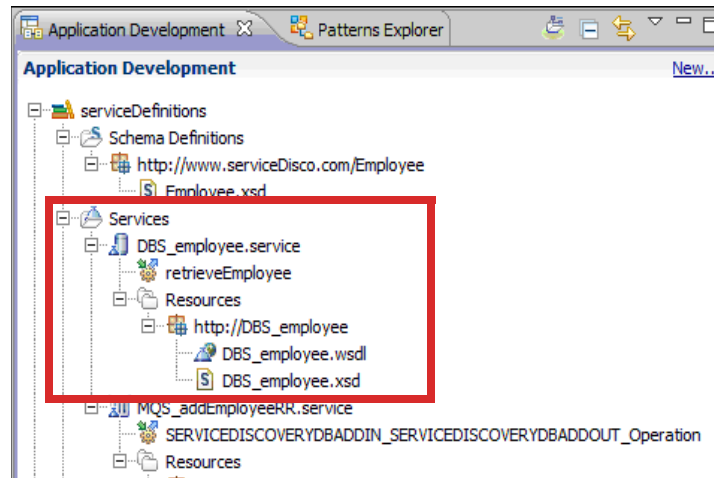 Application Development Patterns Explorer
Application Development New..
serviceDefinitions
Schema Definitions
http://www.serviceDisco.com/Employee
Employee.xsd
Services
DBS_employee.service
retrieveEmployee
Resources
http://DBS_employee
DBS_employee.wsdl
DBS_employee.xsd
MQS_addEmployeeRR.service
SERVICEDISCOVERYDBADDIN_SERVICEDISCOVERYDBADDOUT_Operation
Resources